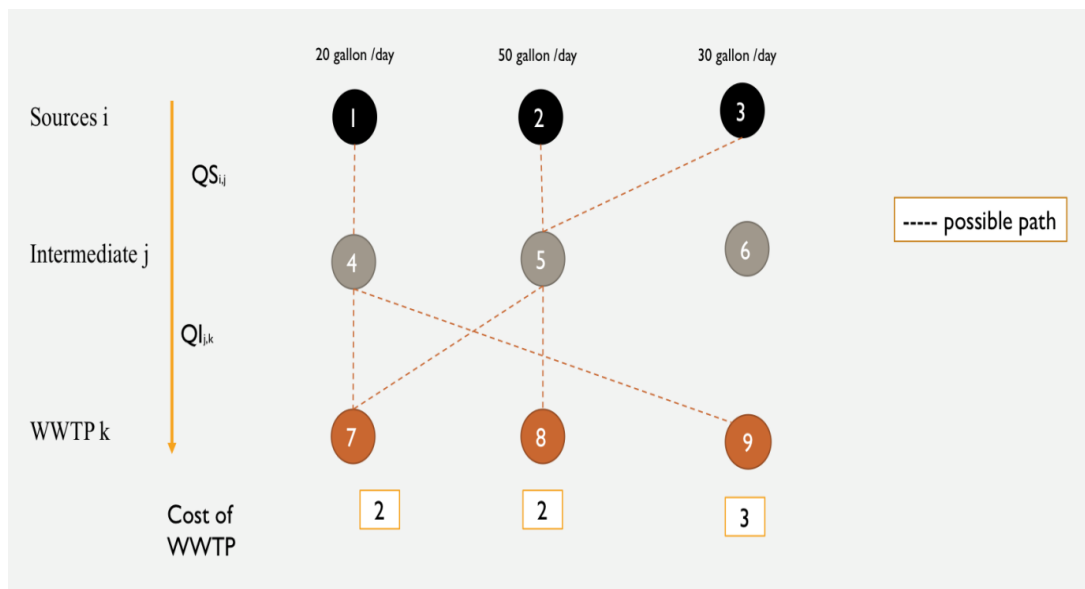 20 gallon /day 50 gallon /day 30 gallon /day
Sources i 1 2 3
QSi,j
Intermediate j 4 5 6
----- possible path
QIj,k
WWTP k 7 8 9
Cost of 2 2 3
WWTP